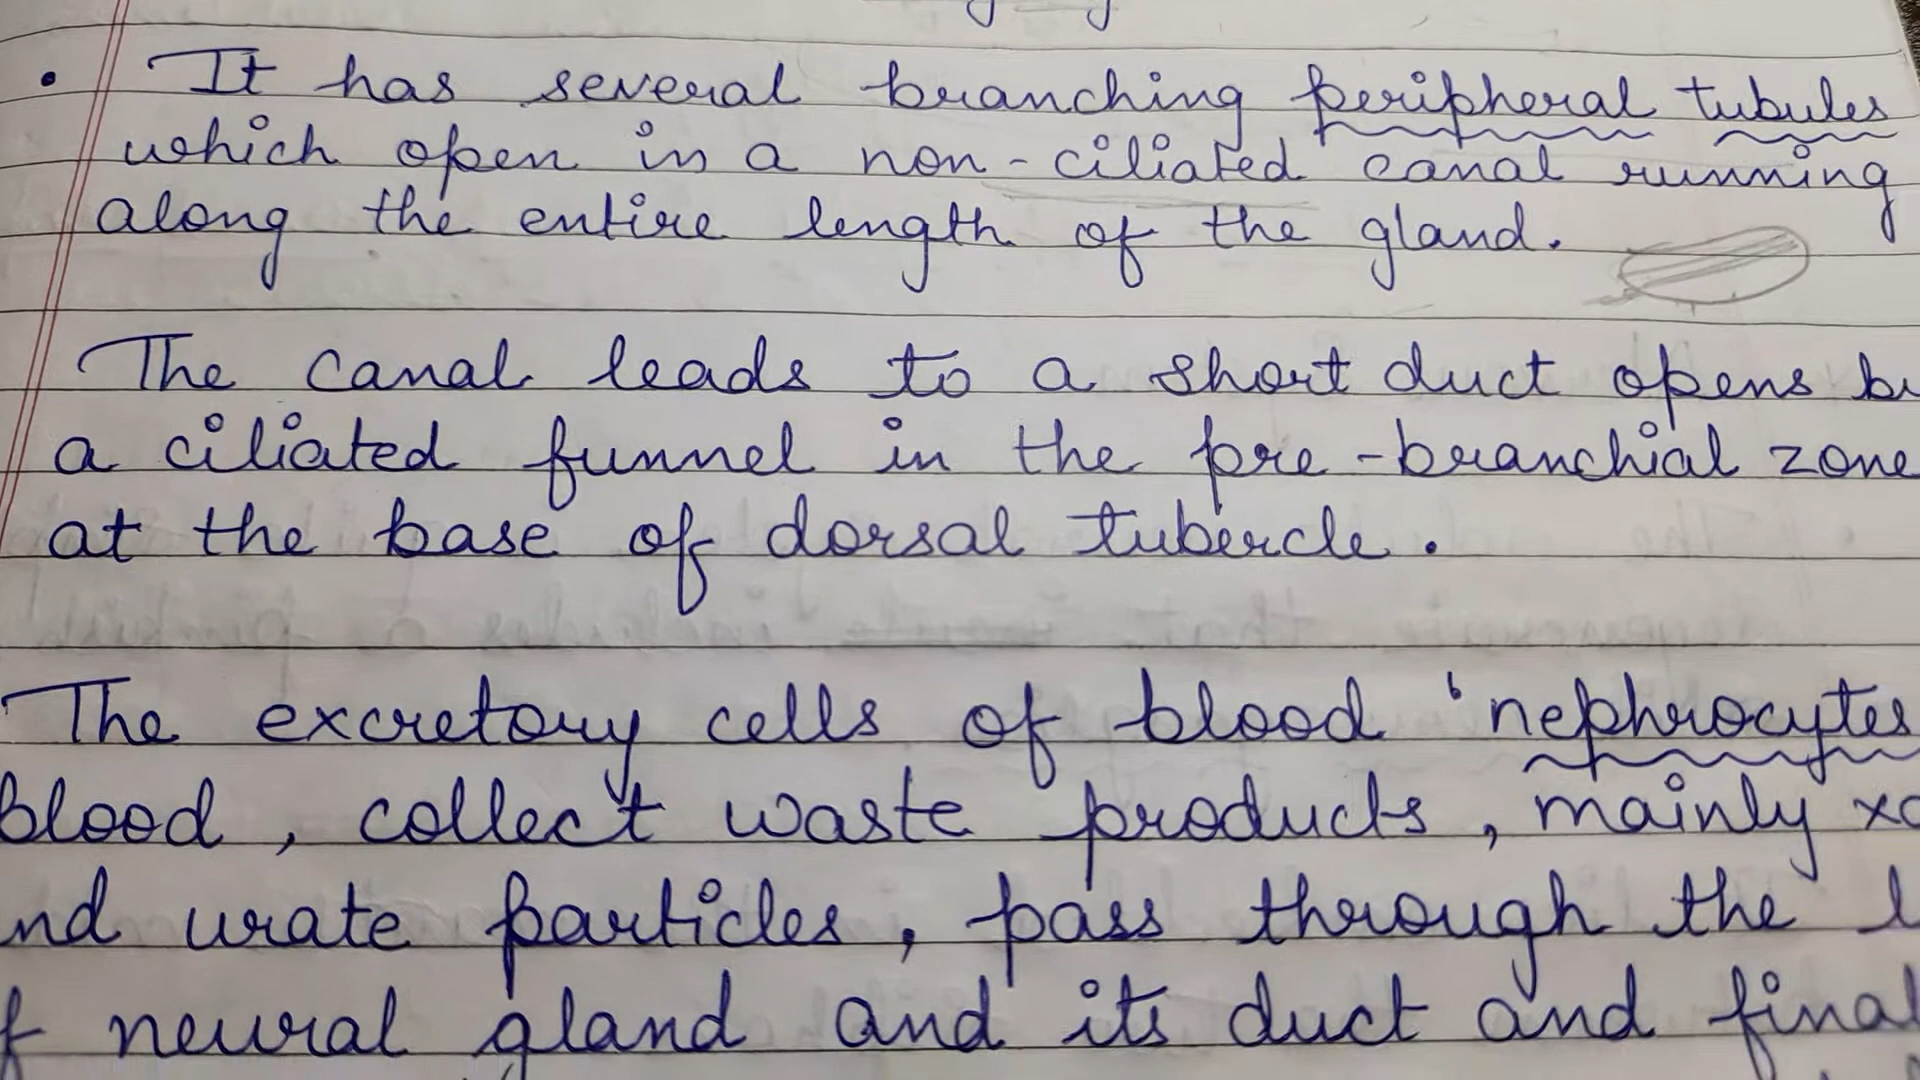 • It has several branching peripheral tubules
which open in a non-ciliated canal running
along the entire length of the gland.
The canal leads to a short duct opens
a ciliated funnel in the pre-branchial zone
at the base of dorsal tubercle.
The excretory cells of blood 'nephrocytes
blood, collect waste products, mainly
urate particles, pass through the
neural gland and its duct and